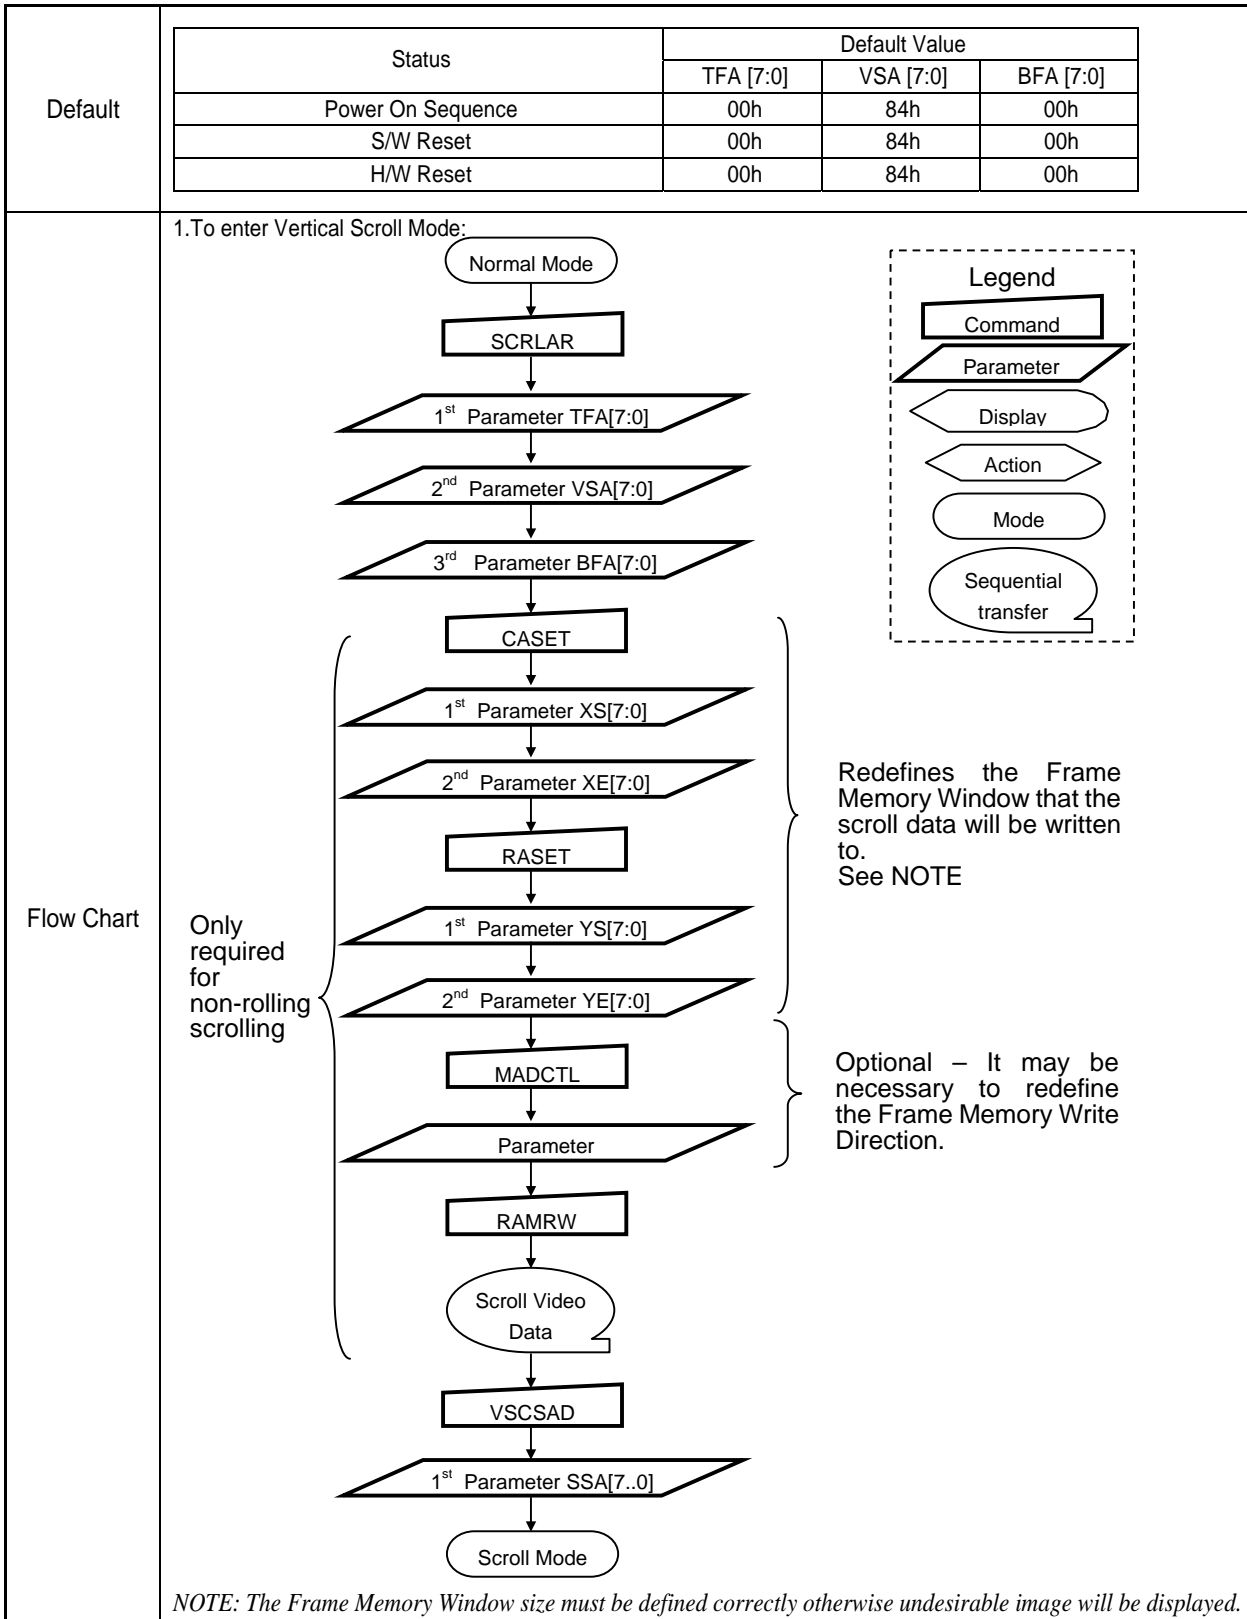 Default
Status
Default Value
TFA [7:0] VSA [7:0] BFA [7:0]
Power On Sequence 00h 84h 00h
S/W Reset 00h 84h 00h
H/W Reset 00h 84h 00h
Flow Chart
1.To enter Vertical Scroll Mode:
Normal Mode
SCRLAR
1st Parameter TFA[7:0]
2nd Parameter VSA[7:0]
3rd Parameter BFA[7:0]
CASET
1st Parameter XS[7:0]
2nd Parameter XE[7:0]
RASET
1st Parameter YS[7:0]
2nd Parameter YE[7:0]
MADCTL
Parameter
RAMRW
Scroll Video
Data
VSCSAD
1st Parameter SSA[7..0]
Scroll Mode
Only
required
for
non-rolling
scrolling
Legend
Command
Parameter
Display
Action
Mode
Sequential
transfer
Redefines the Frame
Memory Window that the
scroll data will be written
to.
See NOTE
Optional – It may be
necessary to redefine
the Frame Memory Write
Direction.
NOTE: The Frame Memory Window size must be defined correctly otherwise undesirable image will be displayed.